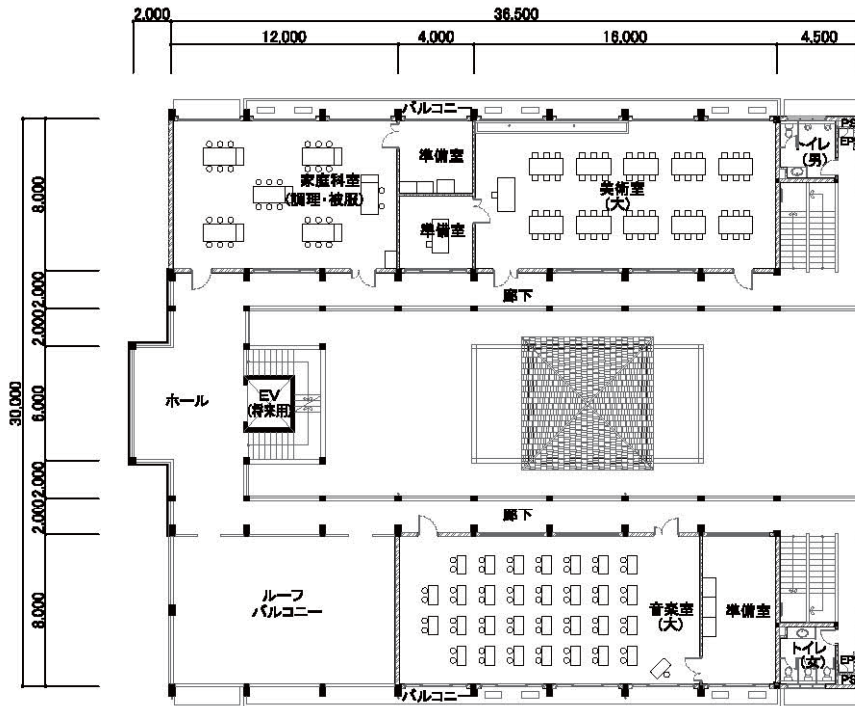 2.000
36.500
12.000
4.000
16.000
4.500
バルコニー
準備室
家庭科室
(調理・被服)
準備室
美術室
(大)
トイレ
(男)
PS
EP
8.000
2.000
2.000
6.000
2.000
2.000
8.000
30.000
廊下
ホール
EV
(将来用)
廊下
ルーフ
バルコニー
音楽室
(大)
準備室
トイレ
(女)
EP
PS
バルコニー